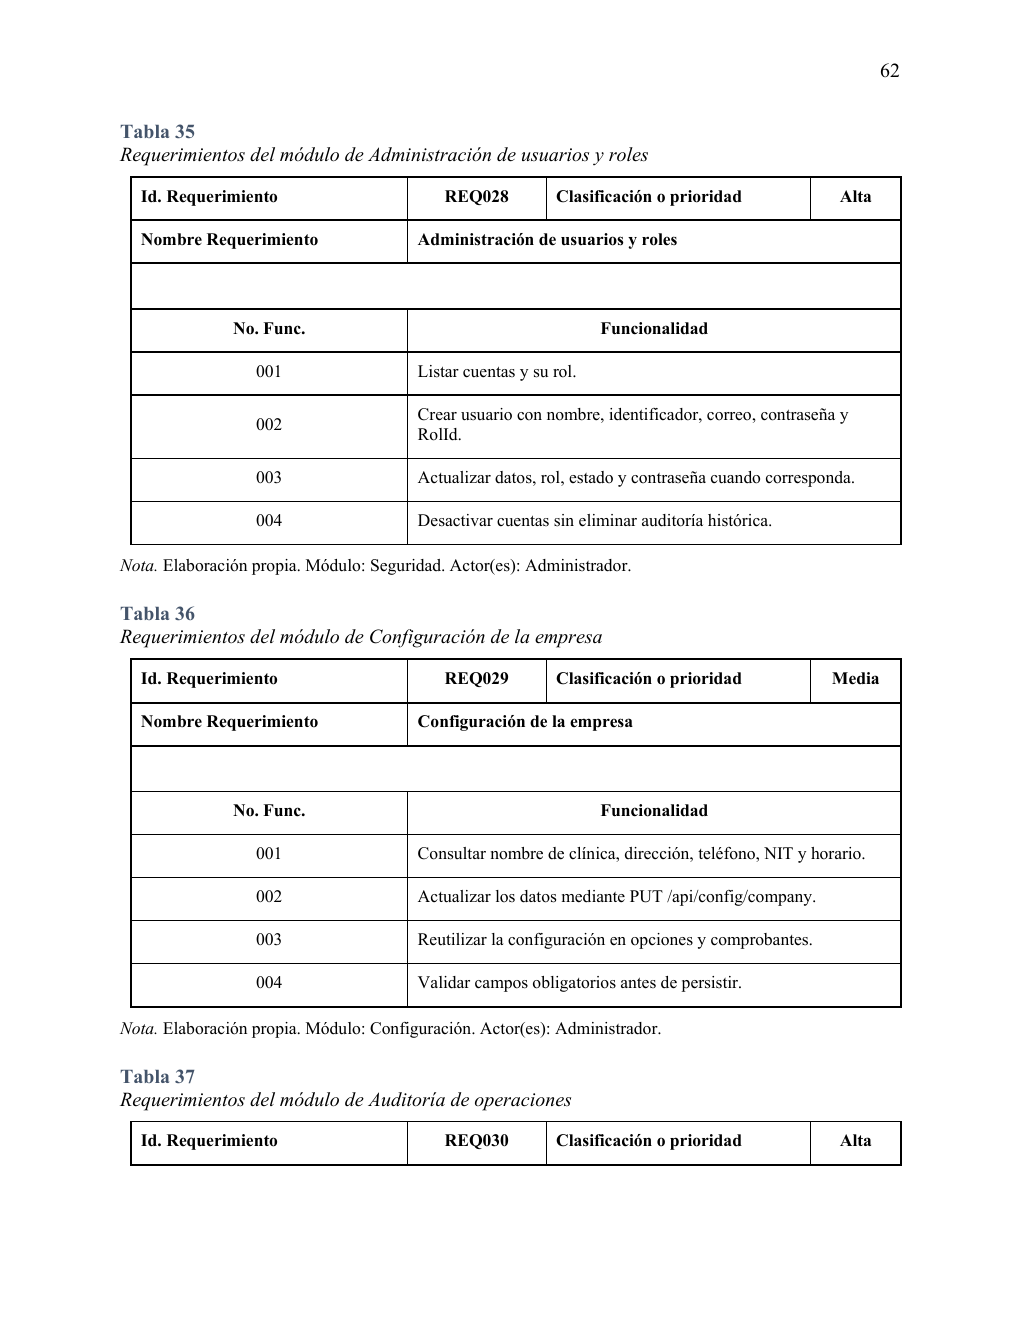 62
Tabla 35
Requerimientos del módulo de Administración de usuarios y roles
Id. Requerimiento REQ028 Clasificación o prioridad Alta
Nombre Requerimiento Administración de usuarios y roles
No. Func. Funcionalidad
001 Listar cuentas y su rol.
002 Crear usuario con nombre, identificador, correo, contraseña y
RolId.
003 Actualizar datos, rol, estado y contraseña cuando corresponda.
004 Desactivar cuentas sin eliminar auditoría histórica.
Nota. Elaboración propia. Módulo: Seguridad. Actor(es): Administrador.
Tabla 36
Requerimientos del módulo de Configuración de la empresa
Id. Requerimiento REQ029 Clasificación o prioridad Media
Nombre Requerimiento Configuración de la empresa
No. Func. Funcionalidad
001 Consultar nombre de clínica, dirección, teléfono, NIT y horario.
002 Actualizar los datos mediante PUT /api/config/company.
003 Reutilizar la configuración en opciones y comprobantes.
004 Validar campos obligatorios antes de persistir.
Nota. Elaboración propia. Módulo: Configuración. Actor(es): Administrador.
Tabla 37
Requerimientos del módulo de Auditoría de operaciones
Id. Requerimiento REQ030 Clasificación o prioridad Alta